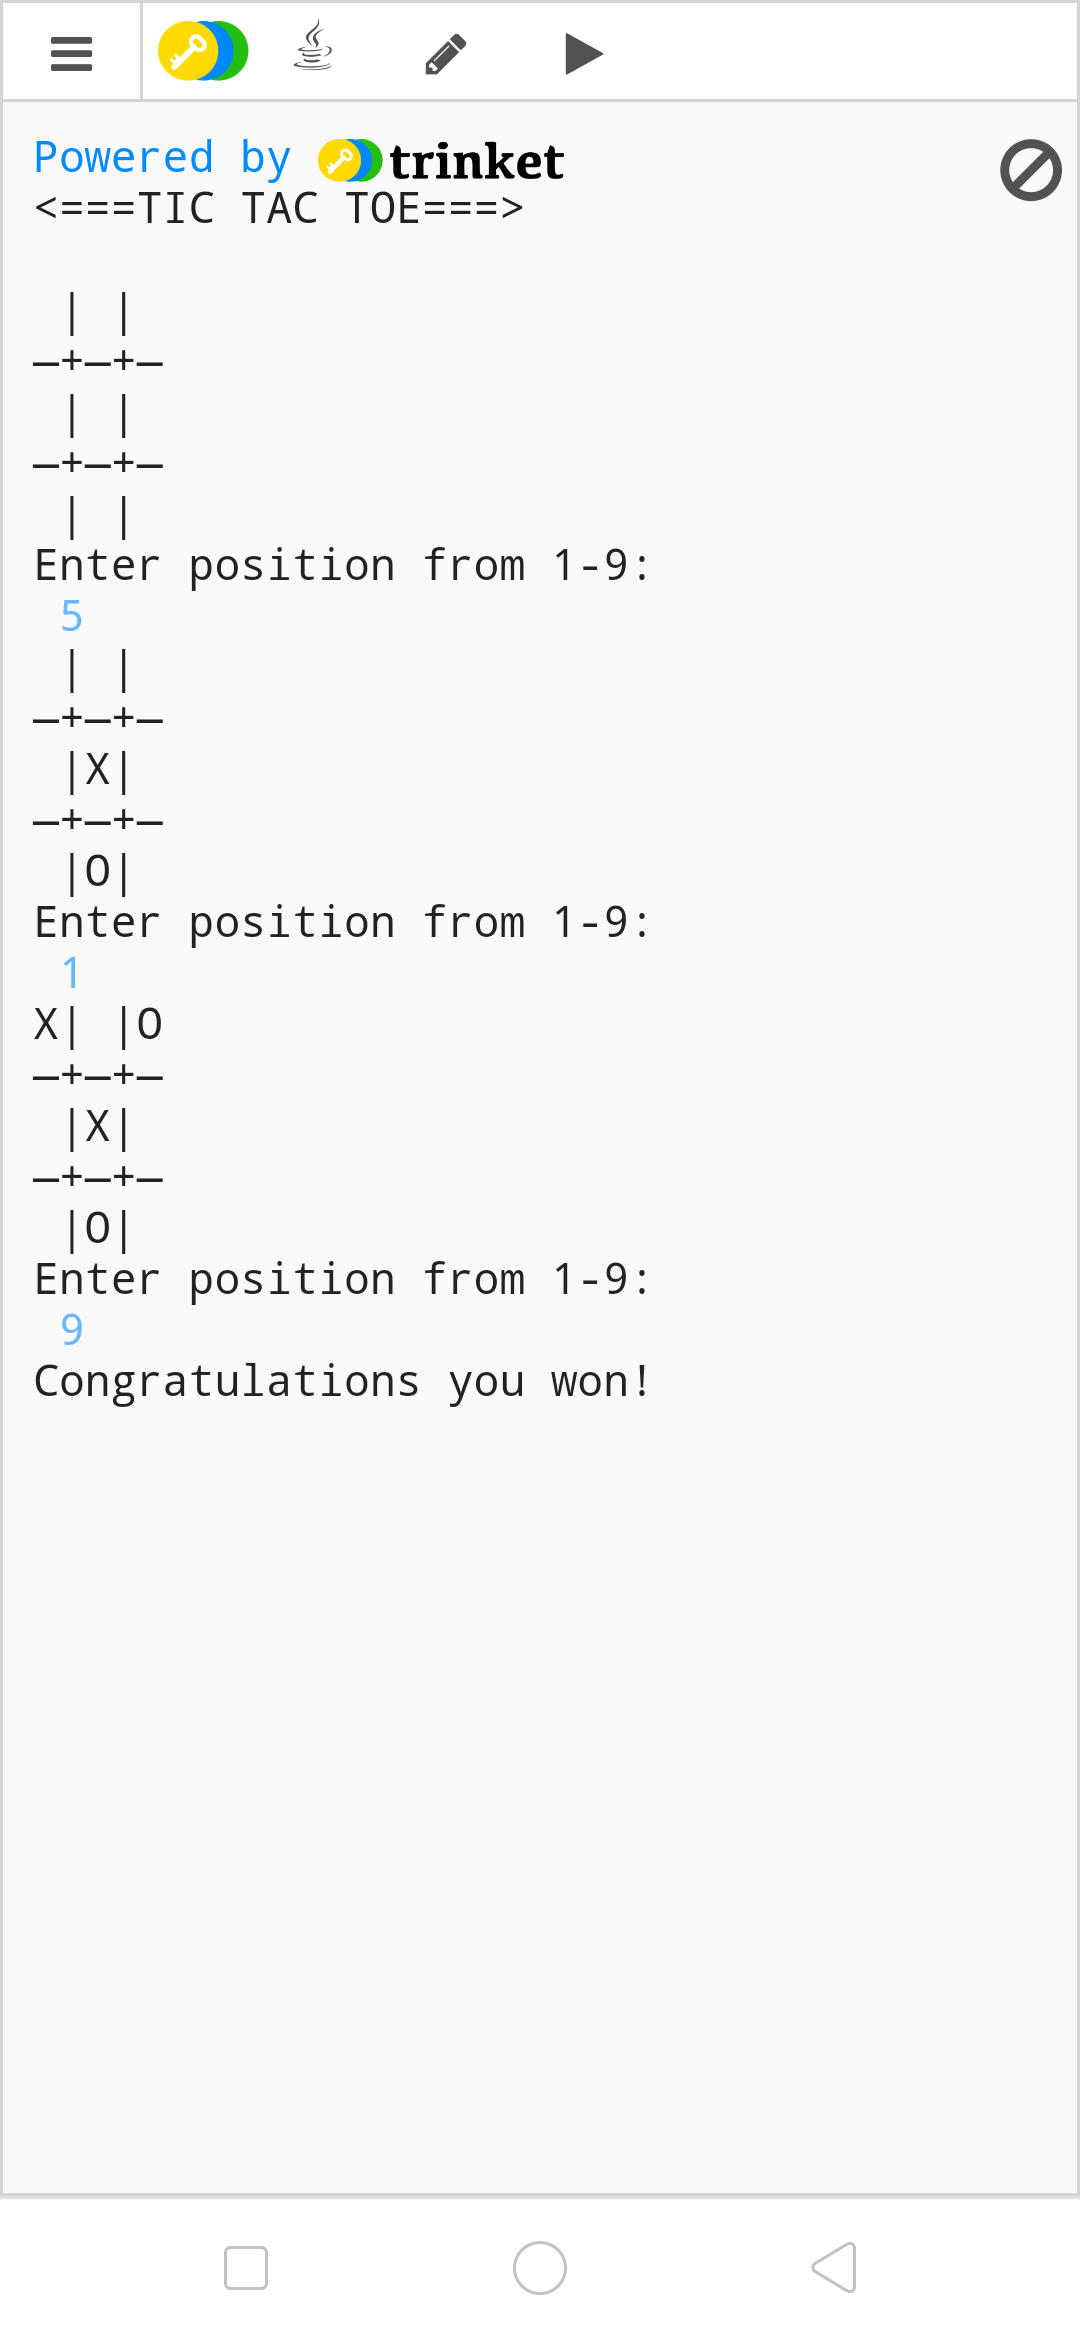 Powered by trinket
<===TIC TAC TOE===>
 | |
—+—+—
 | |
—+—+—
 | |
Enter position from 1-9:
 5
 | |
—+—+—
 |X|
—+—+—
 |O|
Enter position from 1-9:
 1
X| |O
—+—+—
 |X|
—+—+—
 |O|
Enter position from 1-9:
 9
Congratulations you won!